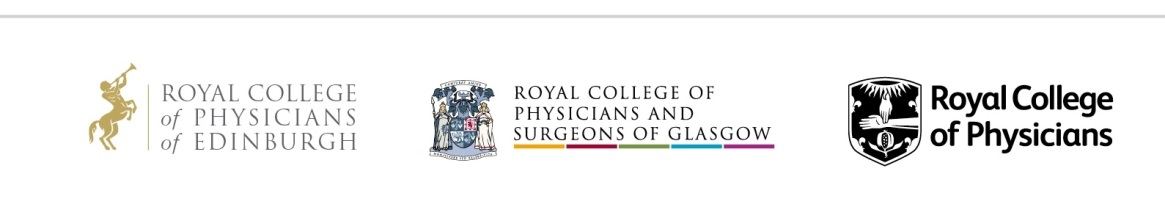 ROYAL COLLEGE
of PHYSICIANS
of EDINBURGH
ROYAL COLLEGE OF
PHYSICIANS AND
SURGEONS OF GLASGOW
Royal College
of Physicians